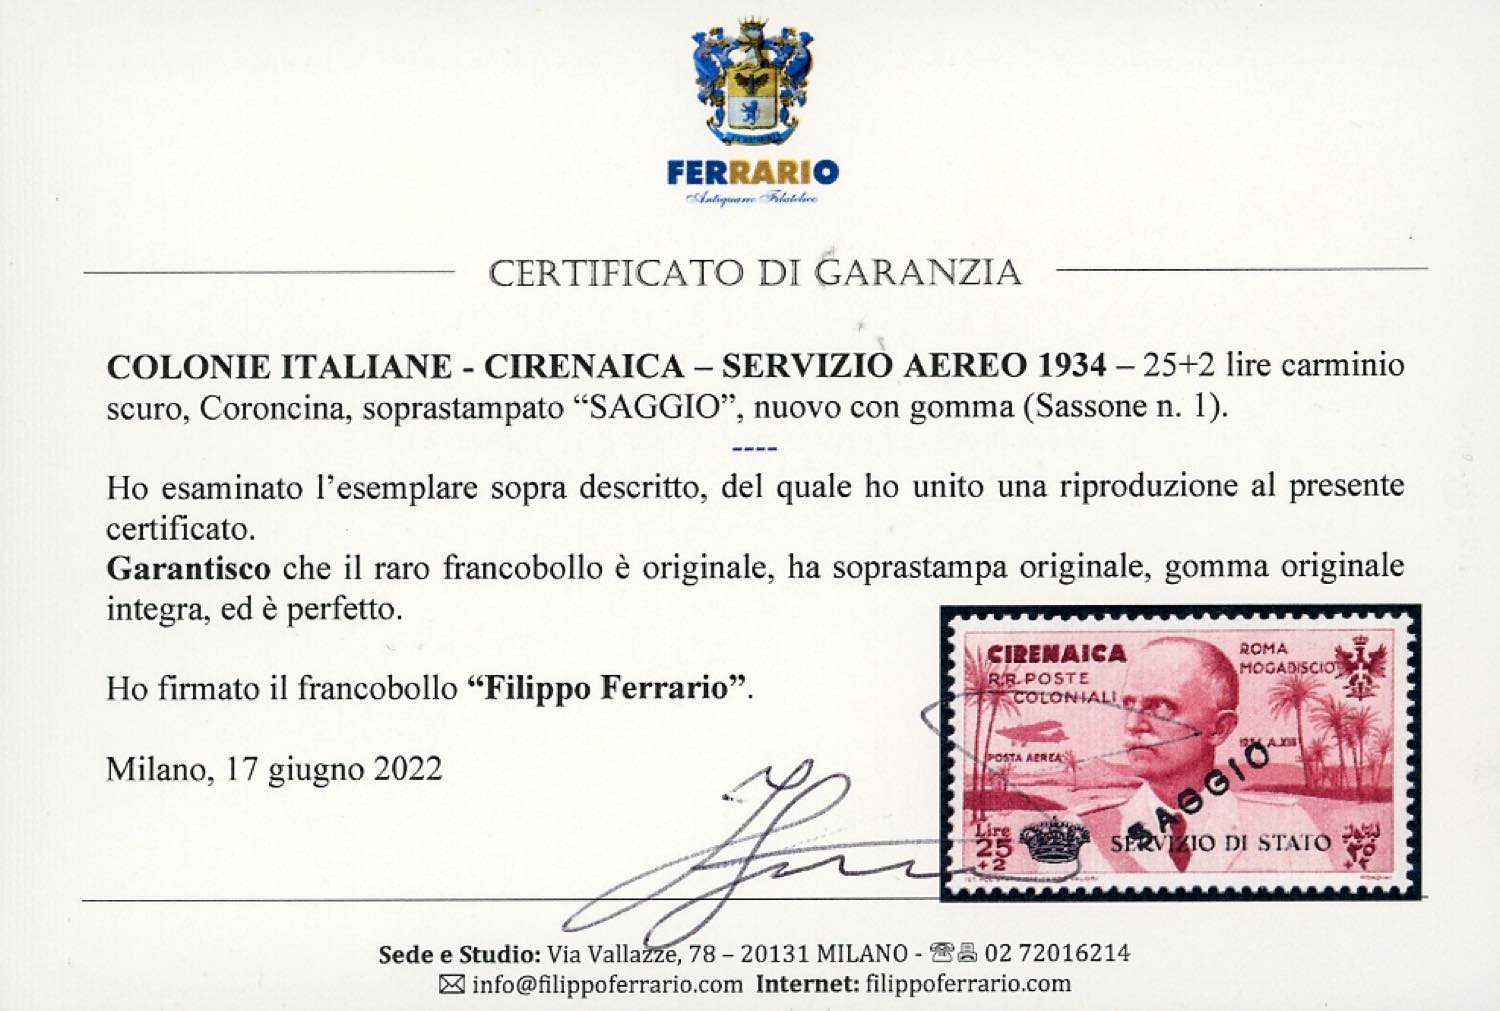 FERRARIO
Antiquario Filatelico
CERTIFICATO DI GARANZIA
COLONIE ITALIANE - CIRENAICA – SERVIZIO AEREO 1934 – 25+2 lire carminio
scuro, Coroncina, soprastampato “SAGGIO”, nuovo con gomma (Sassone n. 1).
----
Ho esaminato l’esemplare sopra descritto, del quale ho unito una riproduzione al presente
certificato.
Garantisco che il raro francobollo è originale, ha soprastampa originale, gomma originale
integra, ed è perfetto.
Ho firmato il francobollo “Filippo Ferrario”.
Milano, 17 giugno 2022
CIRENAICA
R.R. POSTE
COLONIALI
ROMA
MOGADISCIO
POSTA AEREA
SAGGIO
Lire
25
+2
SERVIZIO DI STATO
Sede e Studio: Via Vallazze, 78 – 20131 MILANO - 02 72016214
info@filippoferrario.com Internet: filippoferrario.com